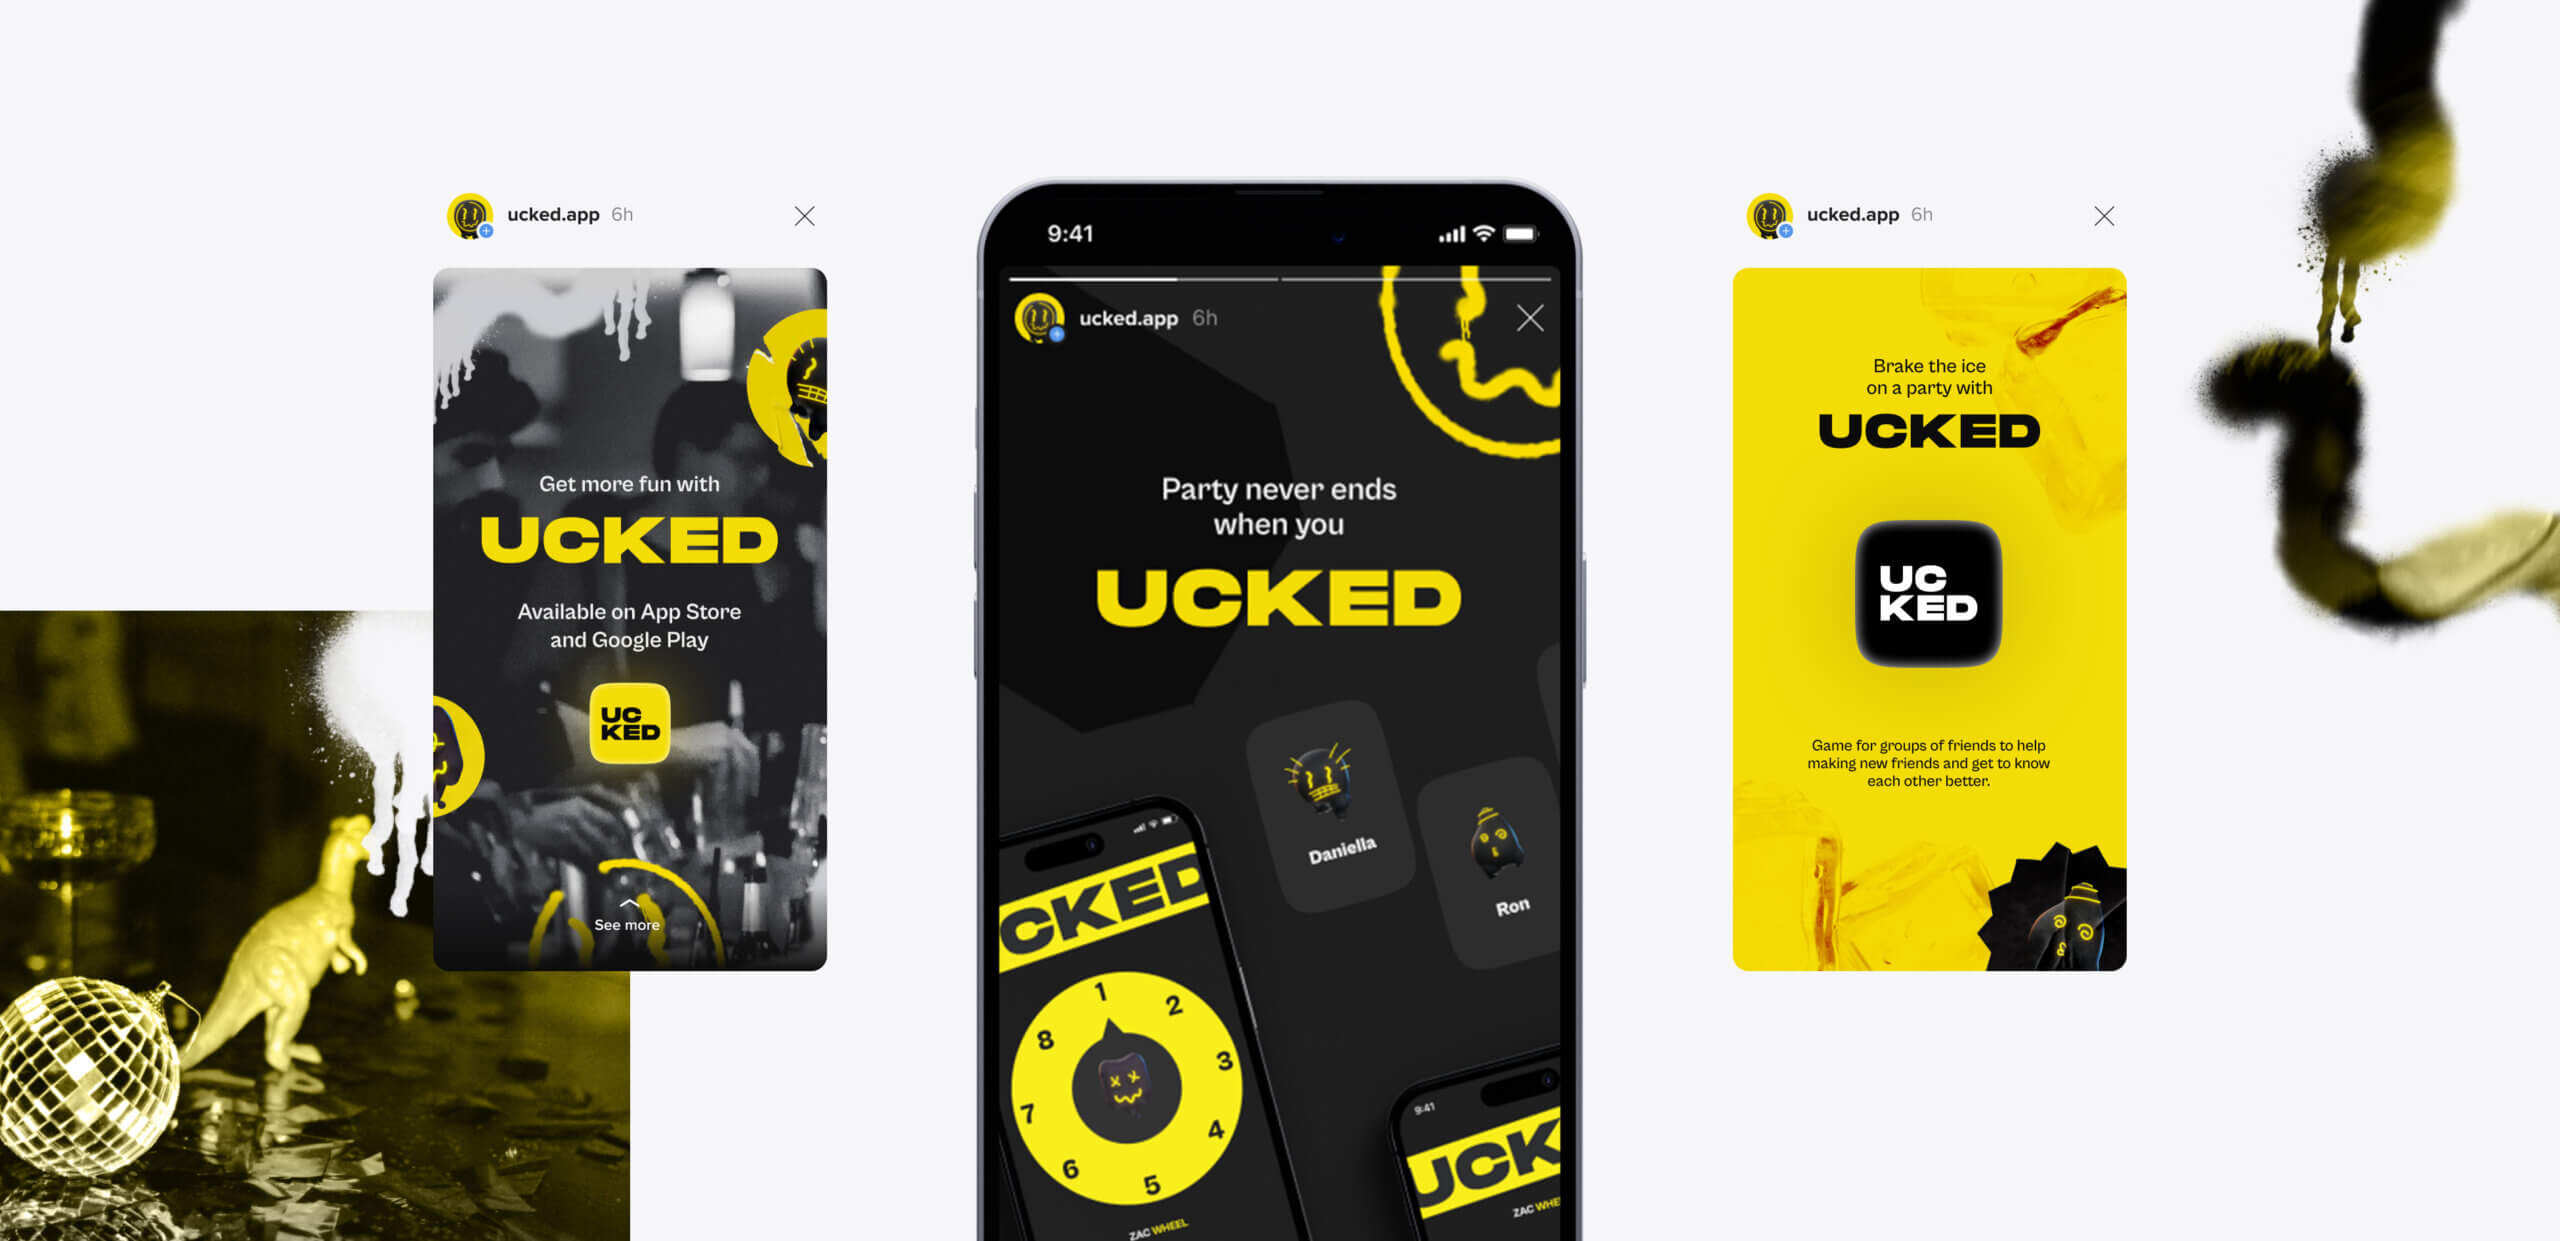 ucked.app 6h
Get more fun with
UCKED
Available on App Store
and Google Play
UC
KED
See more
9:41
ucked.app 6h
Party never ends
when you
UCKED
Daniella
Ron
UCKED
1
2
3
4
5
6
7
8
ZAC WHEEL
9:41
UCK
ZAC WHE
ucked.app 6h
Brake the ice
on a party with
UCKED
UC
KED
Game for groups of friends to help
making new friends and get to know
each other better.